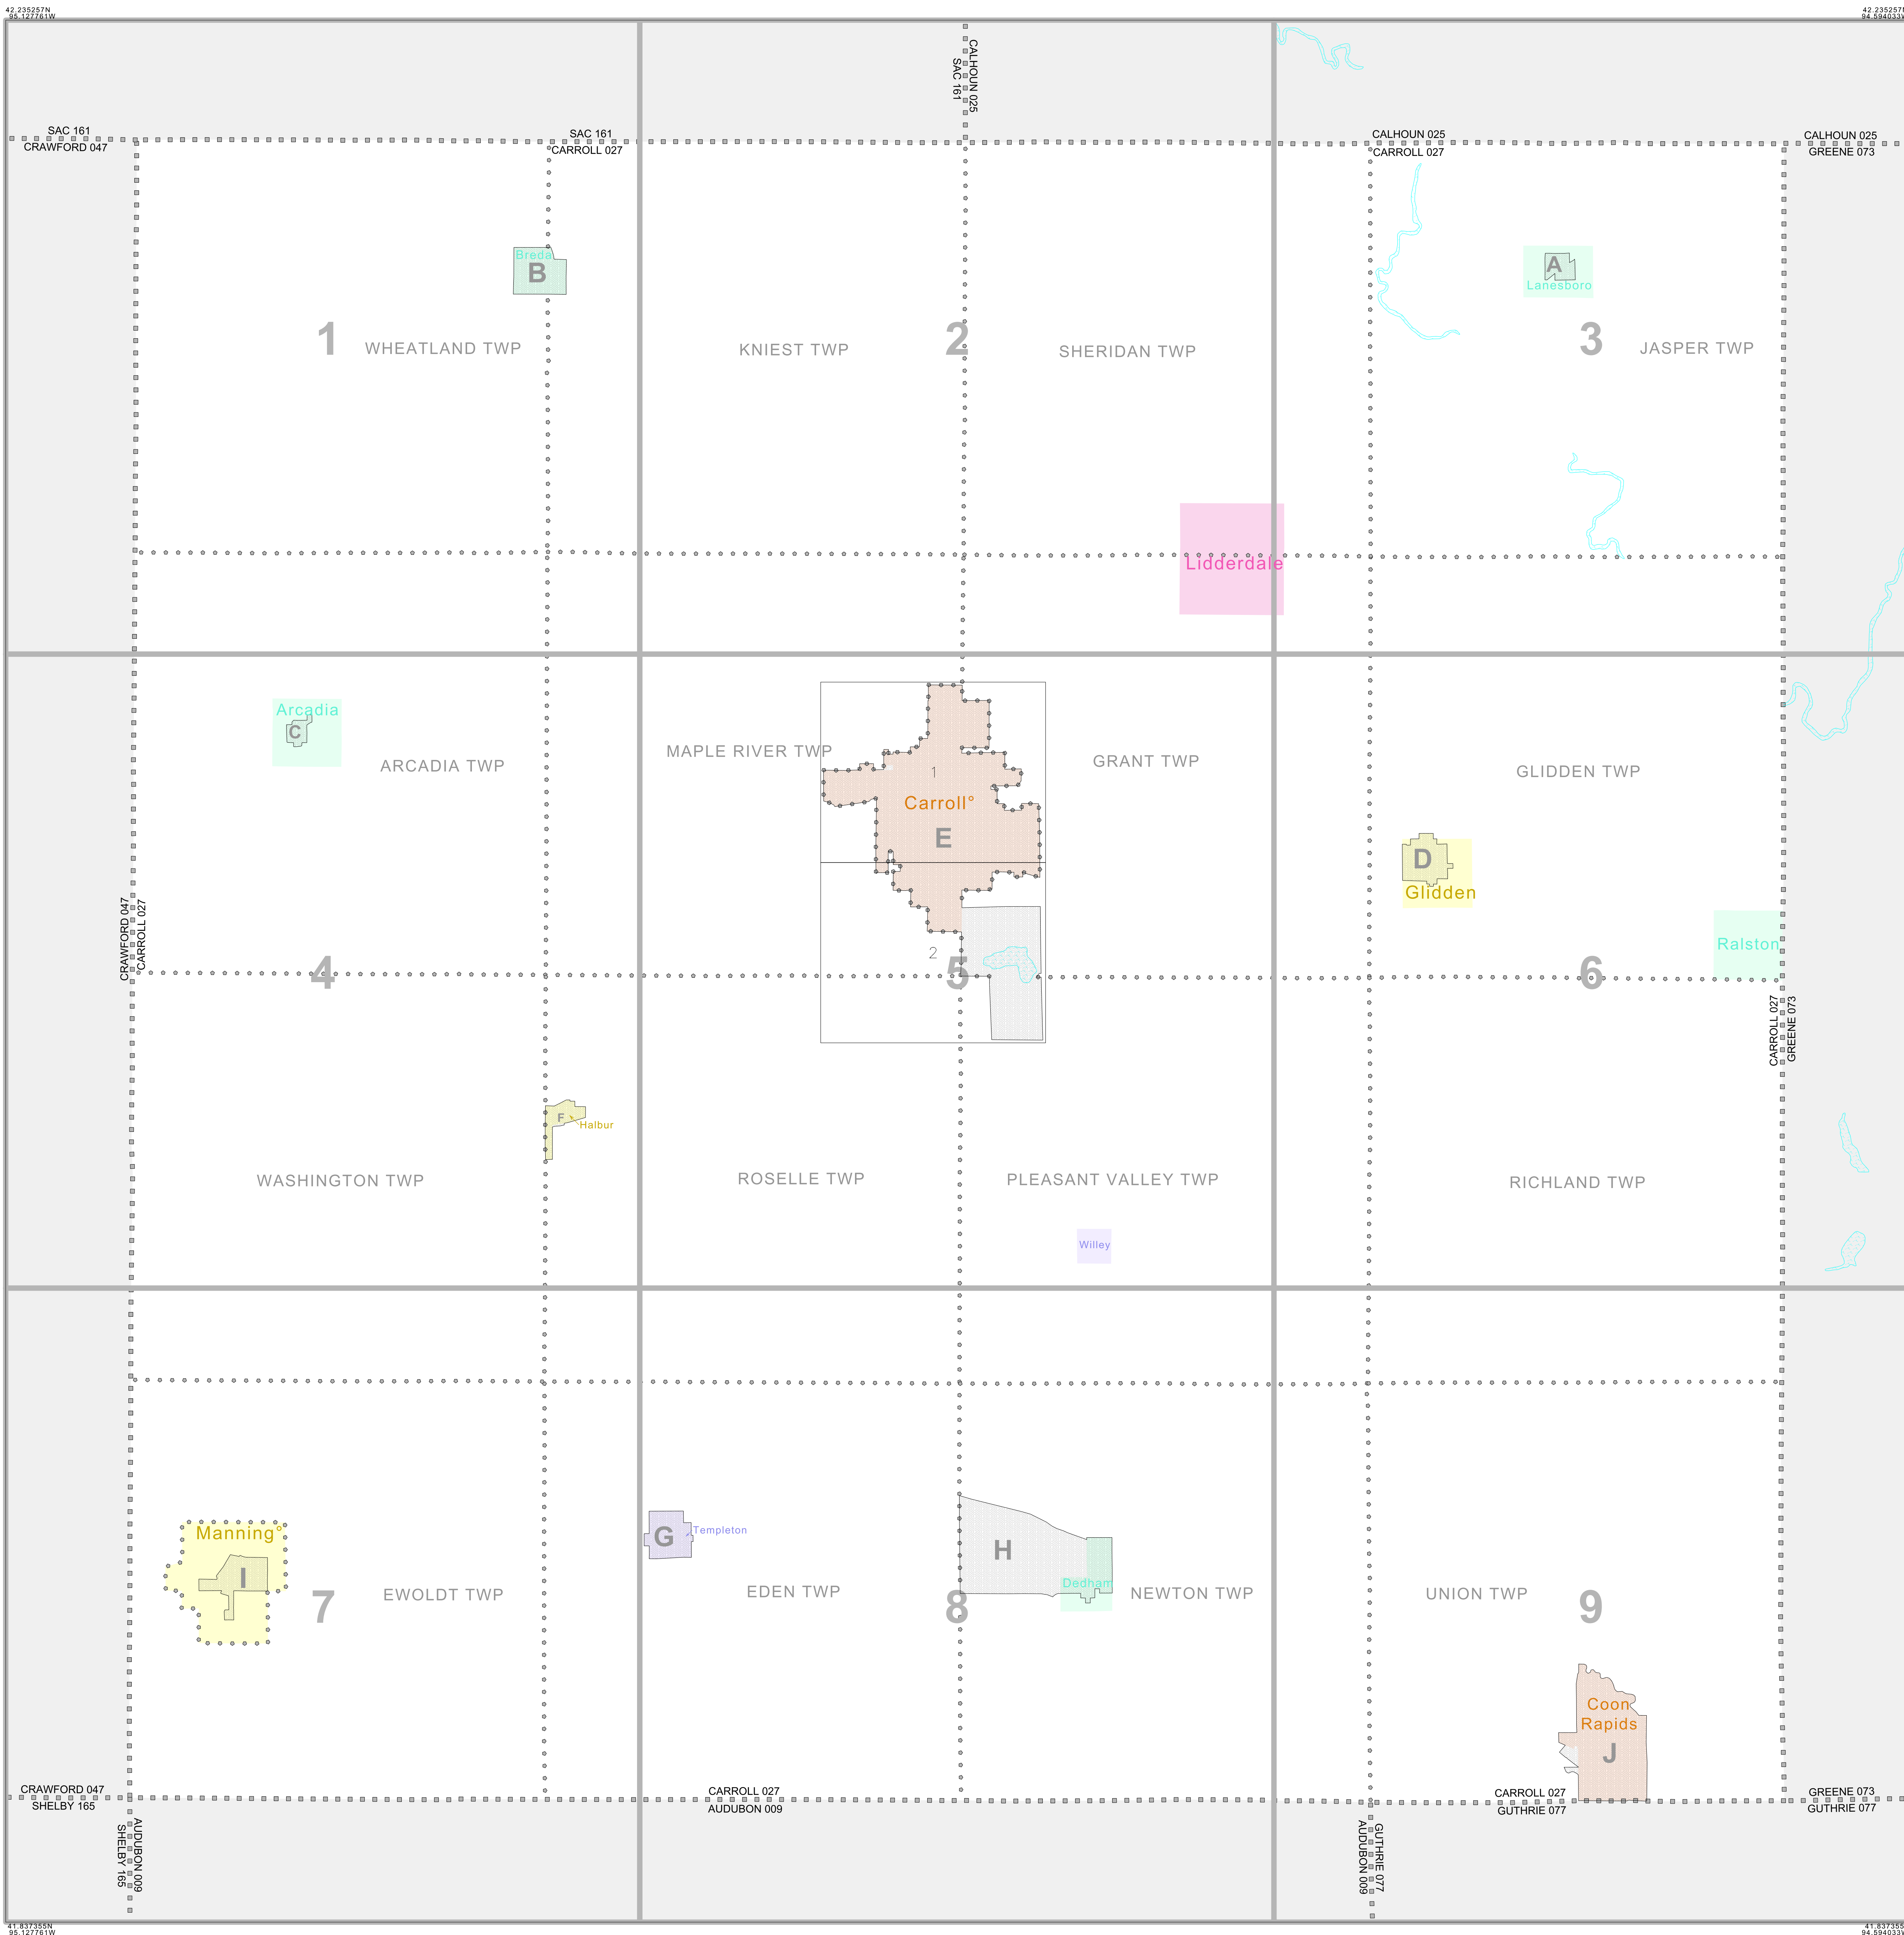 42.235257N
95.127761W
42.235257N
94.594033W
CALHOUN 025
SAC 161
SAC 161
CRAWFORD 047
SAC 161
CARROLL 027
CALHOUN 025
CARROLL 027
CALHOUN 025
GREENE 073
Breda
B
A
Lanesboro
1
WHEATLAND TWP
KNIEST TWP
2
SHERIDAN TWP
3
JASPER TWP
Lidderdale
Arcadia
C
ARCADIA TWP
MAPLE RIVER TWP
1
Carroll°
E
GRANT TWP
GLIDDEN TWP
D
Glidden
CRAWFORD 047
CARROLL 027
4
2
5
6
Ralston
CARROLL 027
GREENE 073
F
Halbur
WASHINGTON TWP
ROSELLE TWP
PLEASANT VALLEY TWP
RICHLAND TWP
Willey
Manning°
I
7
EWOLDT TWP
G
Templeton
EDEN TWP
H
8
Dedham
NEWTON TWP
UNION TWP
9
Coon
Rapids
J
CRAWFORD 047
SHELBY 165
CARROLL 027
AUDUBON 009
CARROLL 027
GUTHRIE 077
GREENE 073
GUTHRIE 077
AUDUBON 009
SHELBY 165
GUTHRIE 077
AUDUBON 009
41.837355N
95.127761W
41.837355N
94.594033W